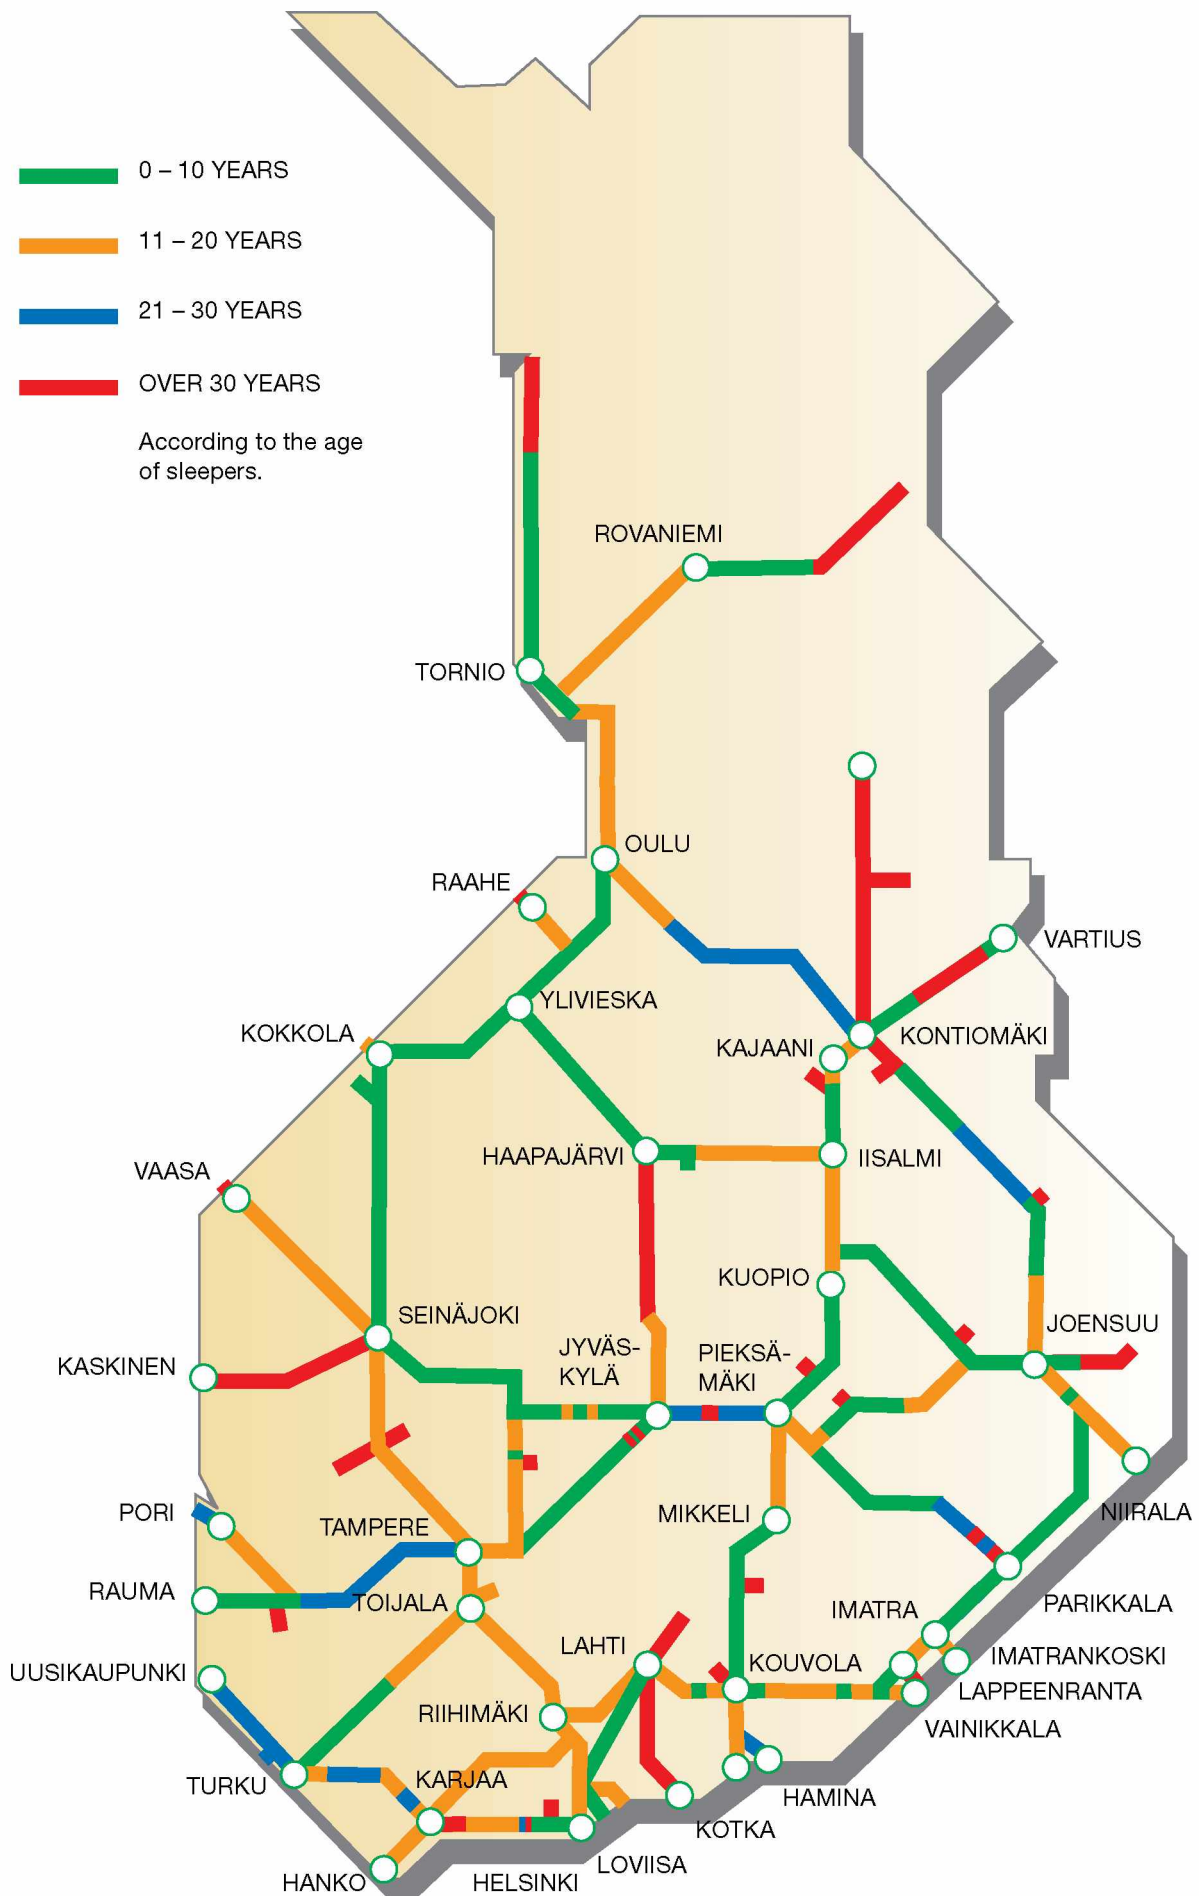 0 – 10 YEARS
11 – 20 YEARS
21 – 30 YEARS
OVER 30 YEARS
According to the age
of sleepers.
ROVANIEMI
TORNIO
OULU
RAAHE
VARTIUS
YLIVIESKA
KOKKOLA
KONTIOMÄKI
KAJAANI
HAAPAJÄRVI
IISALMI
VAASA
KUOPIO
SEINÄJOKI
JOENSUU
JYVÄS-
KYLÄ
PIEKSÄ-
MÄKI
KASKINEN
PORI
TAMPERE
MIKKELI
NIIRALA
RAUMA
TOIJALA
IMATRA
PARIKKALA
LAHTI
IMATRANKOSKI
UUSIKAUPUNKI
KOUVOLA
LAPPEENRANTA
RIIHIMÄKI
VAINIKKALA
TURKU
KARJAA
HAMINA
KOTKA
LOVIISA
HANKO
HELSINKI